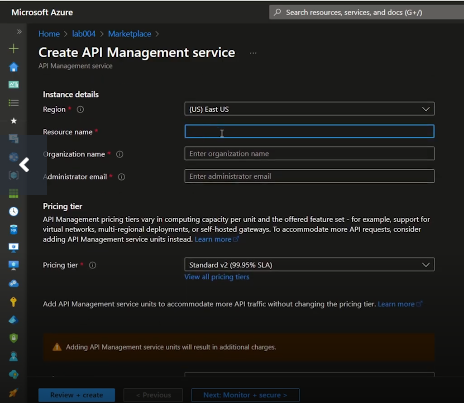 Microsoft Azure
Search resources, services, and docs (G+/)
Home > lab004 > Marketplace >
Create API Management service ...
API Management service
Instance details
Region *
(US) East US
Resource name *
Organization name *
Enter organization name
Administrator email *
Enter administrator email
Pricing tier
API Management pricing tiers vary in computing capacity per unit and the offered feature set - for example, support for
virtual networks, multi-regional deployments, or self-hosted gateways. To accommodate more API requests, consider
adding API Management service units instead. Learn more
Pricing tier *
Standard v2 (99.95% SLA)
View all pricing tiers
Add API Management service units to accommodate more API traffic without changing the pricing tier. Learn more
Adding API Management service units will result in additional charges.
Review + create
< Previous
Next: Monitor + secure >